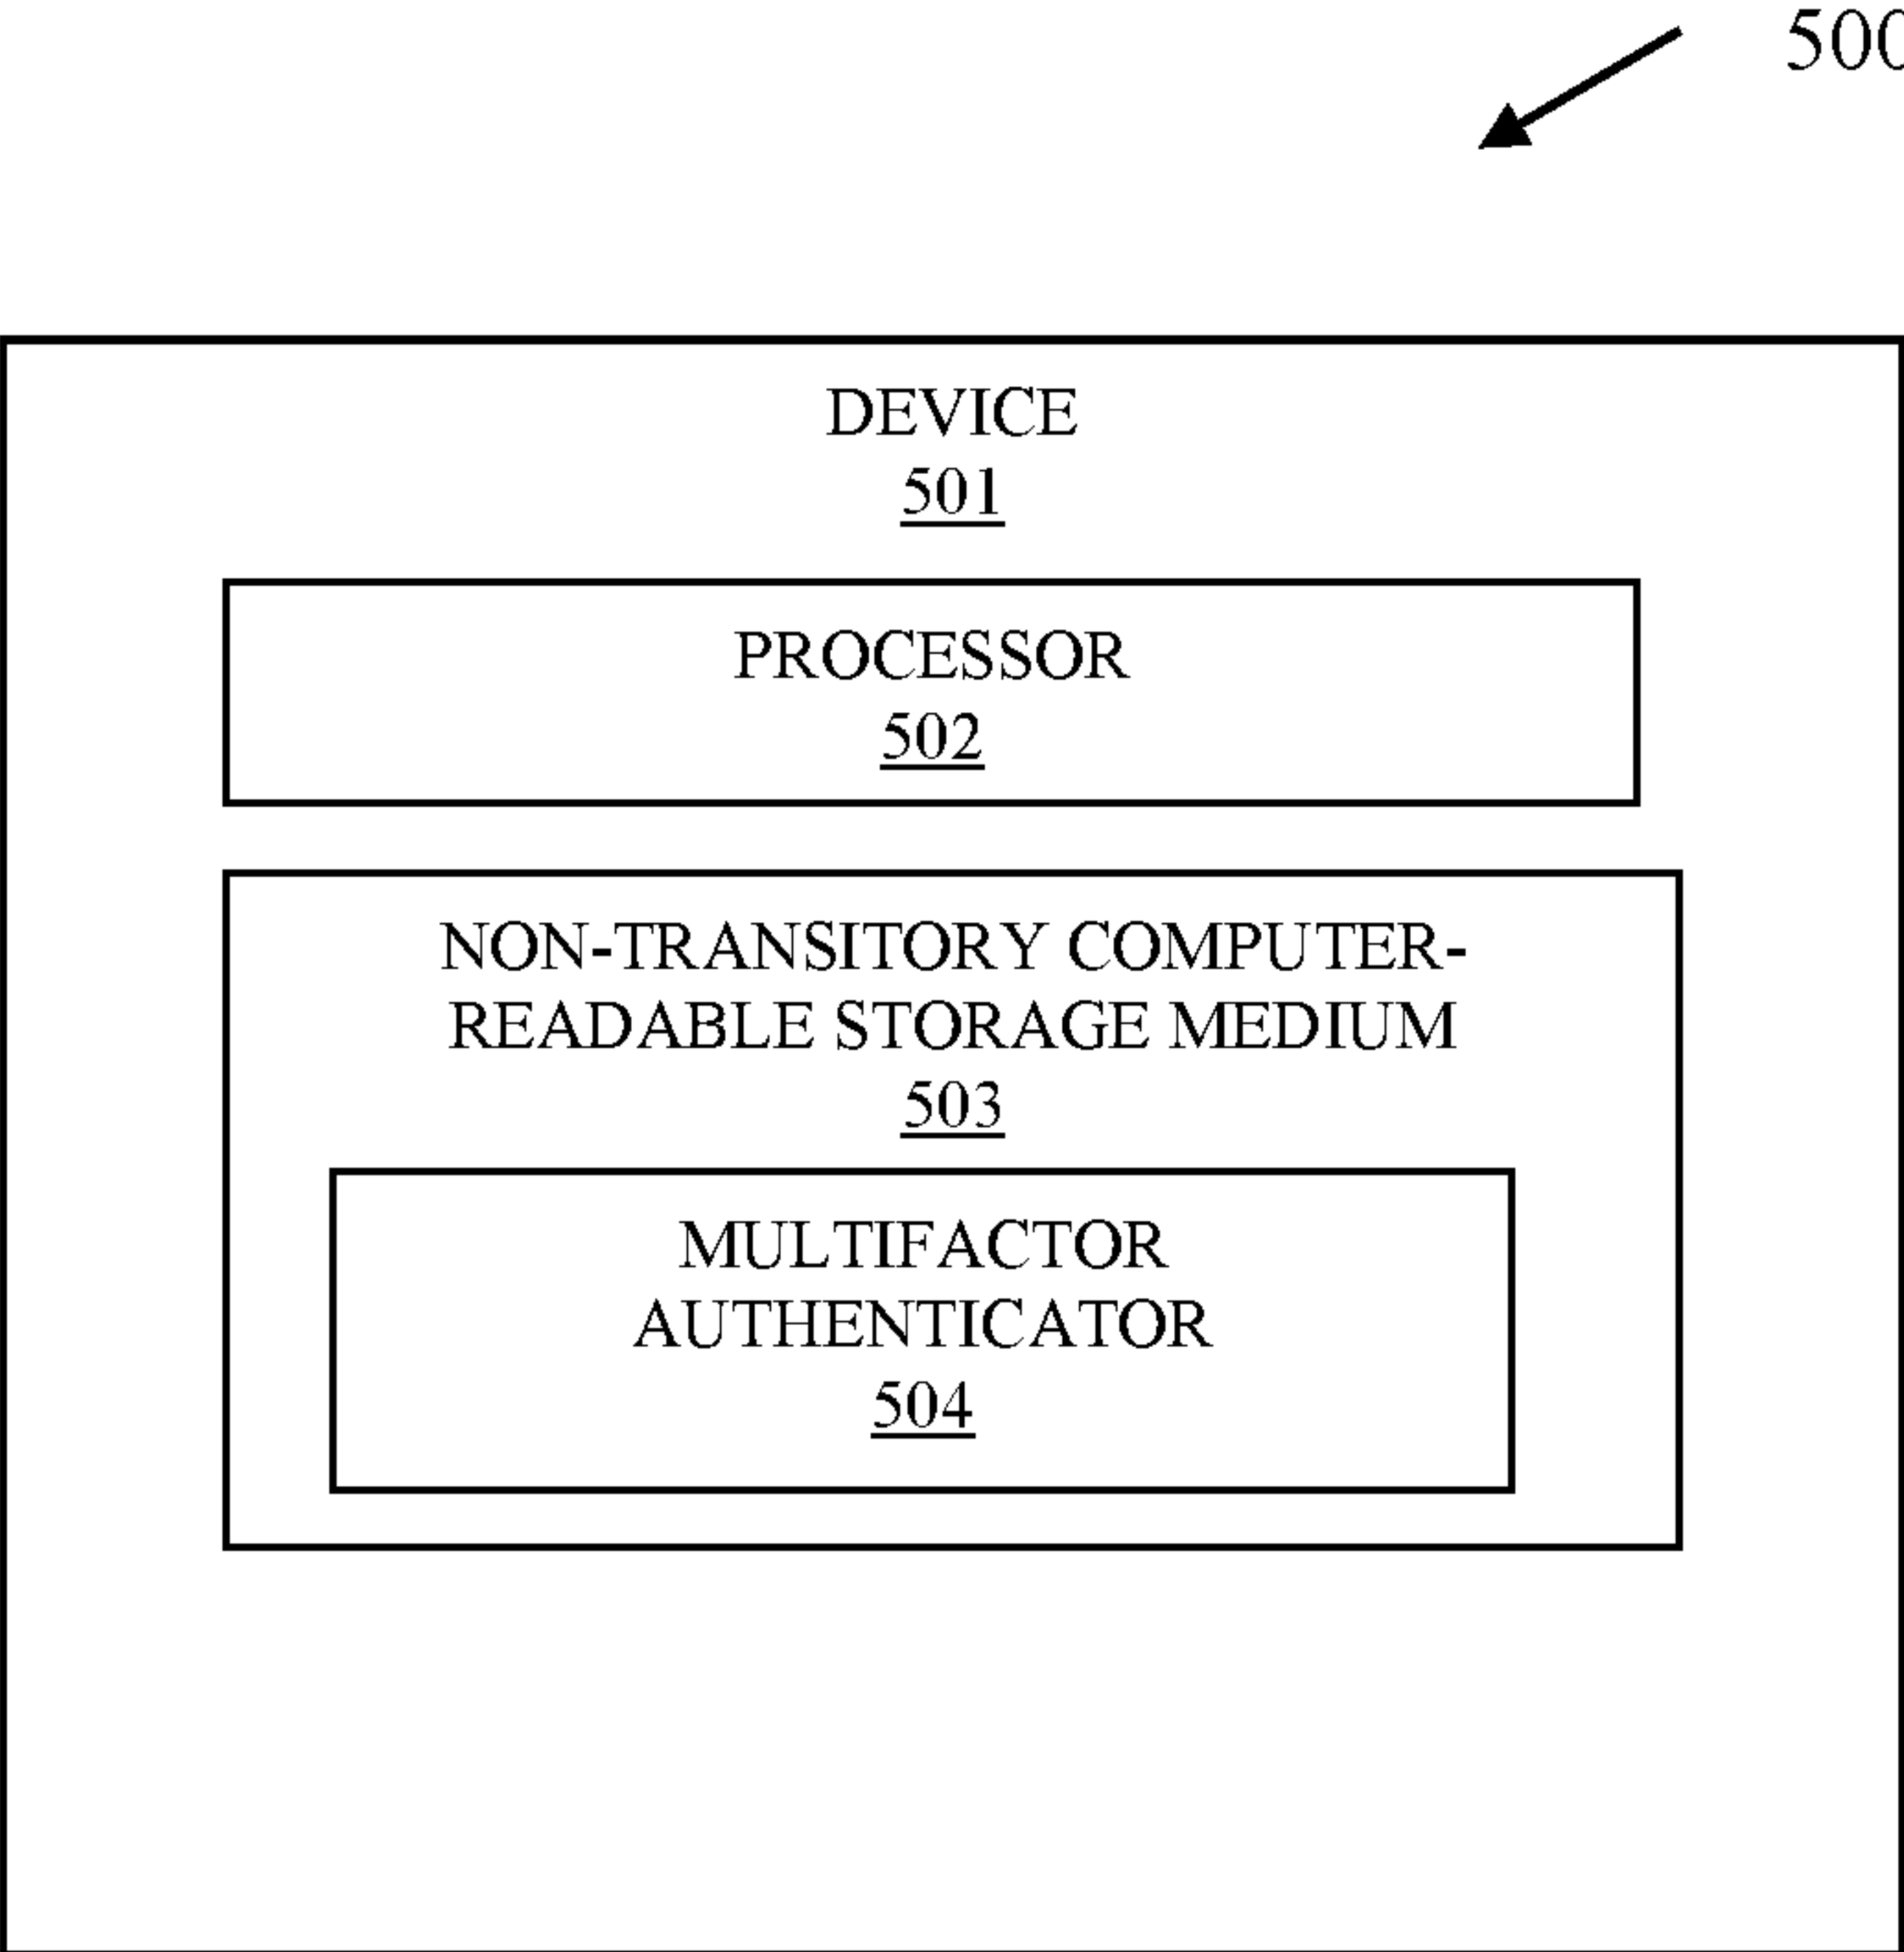 500
DEVICE
501
PROCESSOR
502
NON-TRANSITORY COMPUTER-
READABLE STORAGE MEDIUM
503
MULTIFACTOR
AUTHENTICATOR
504